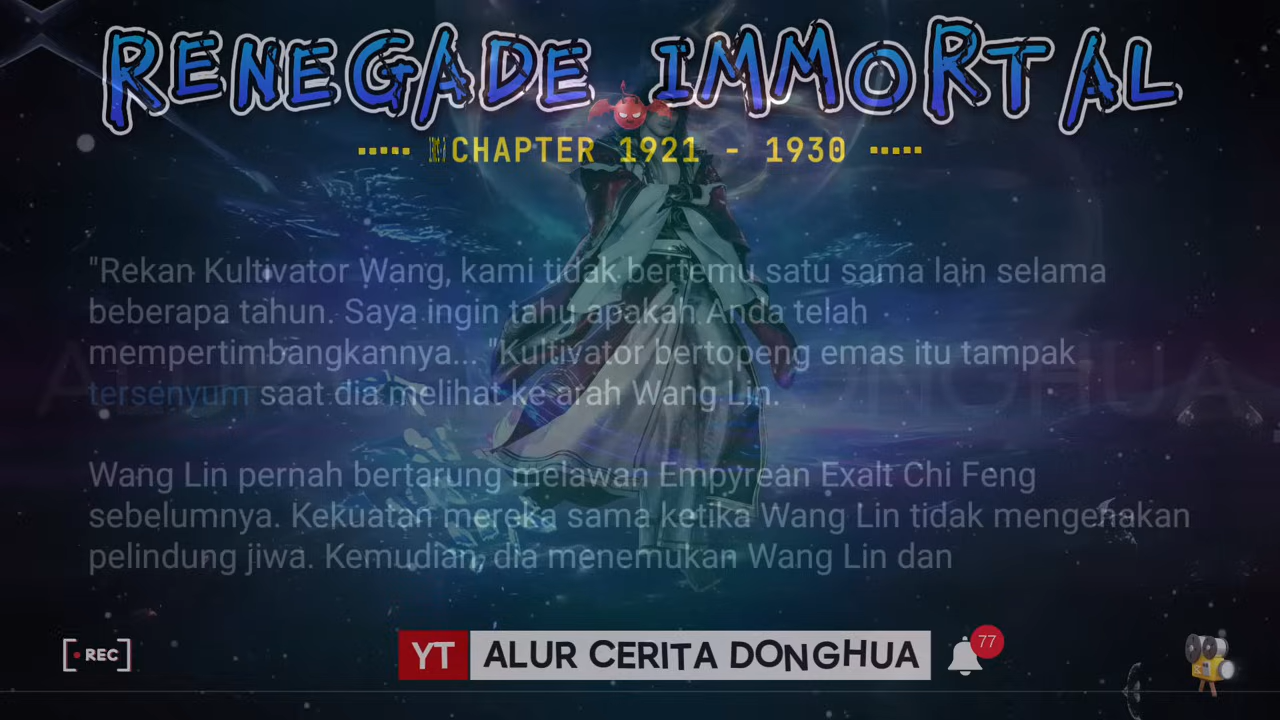 RENEGADE IMMORTAL
CHAPTER 1921 - 1930
"Rekan Kultivator Wang, kami tidak bertemu satu sama lain selama
beberapa tahun. Saya ingin tahu apakah Anda telah
mempertimbangkannya... "Kultivator bertopeng emas itu tampak
tersenyum saat dia melihat ke arah Wang Lin.
Wang Lin pernah bertarung melawan Empyrean Exalt Chi Feng
sebelumnya. Kekuatan mereka sama ketika Wang Lin tidak mengenakan
pelindung jiwa. Kemudian, dia menemukan Wang Lin dan
REC
YT ALUR CERITA DONGHUA
77